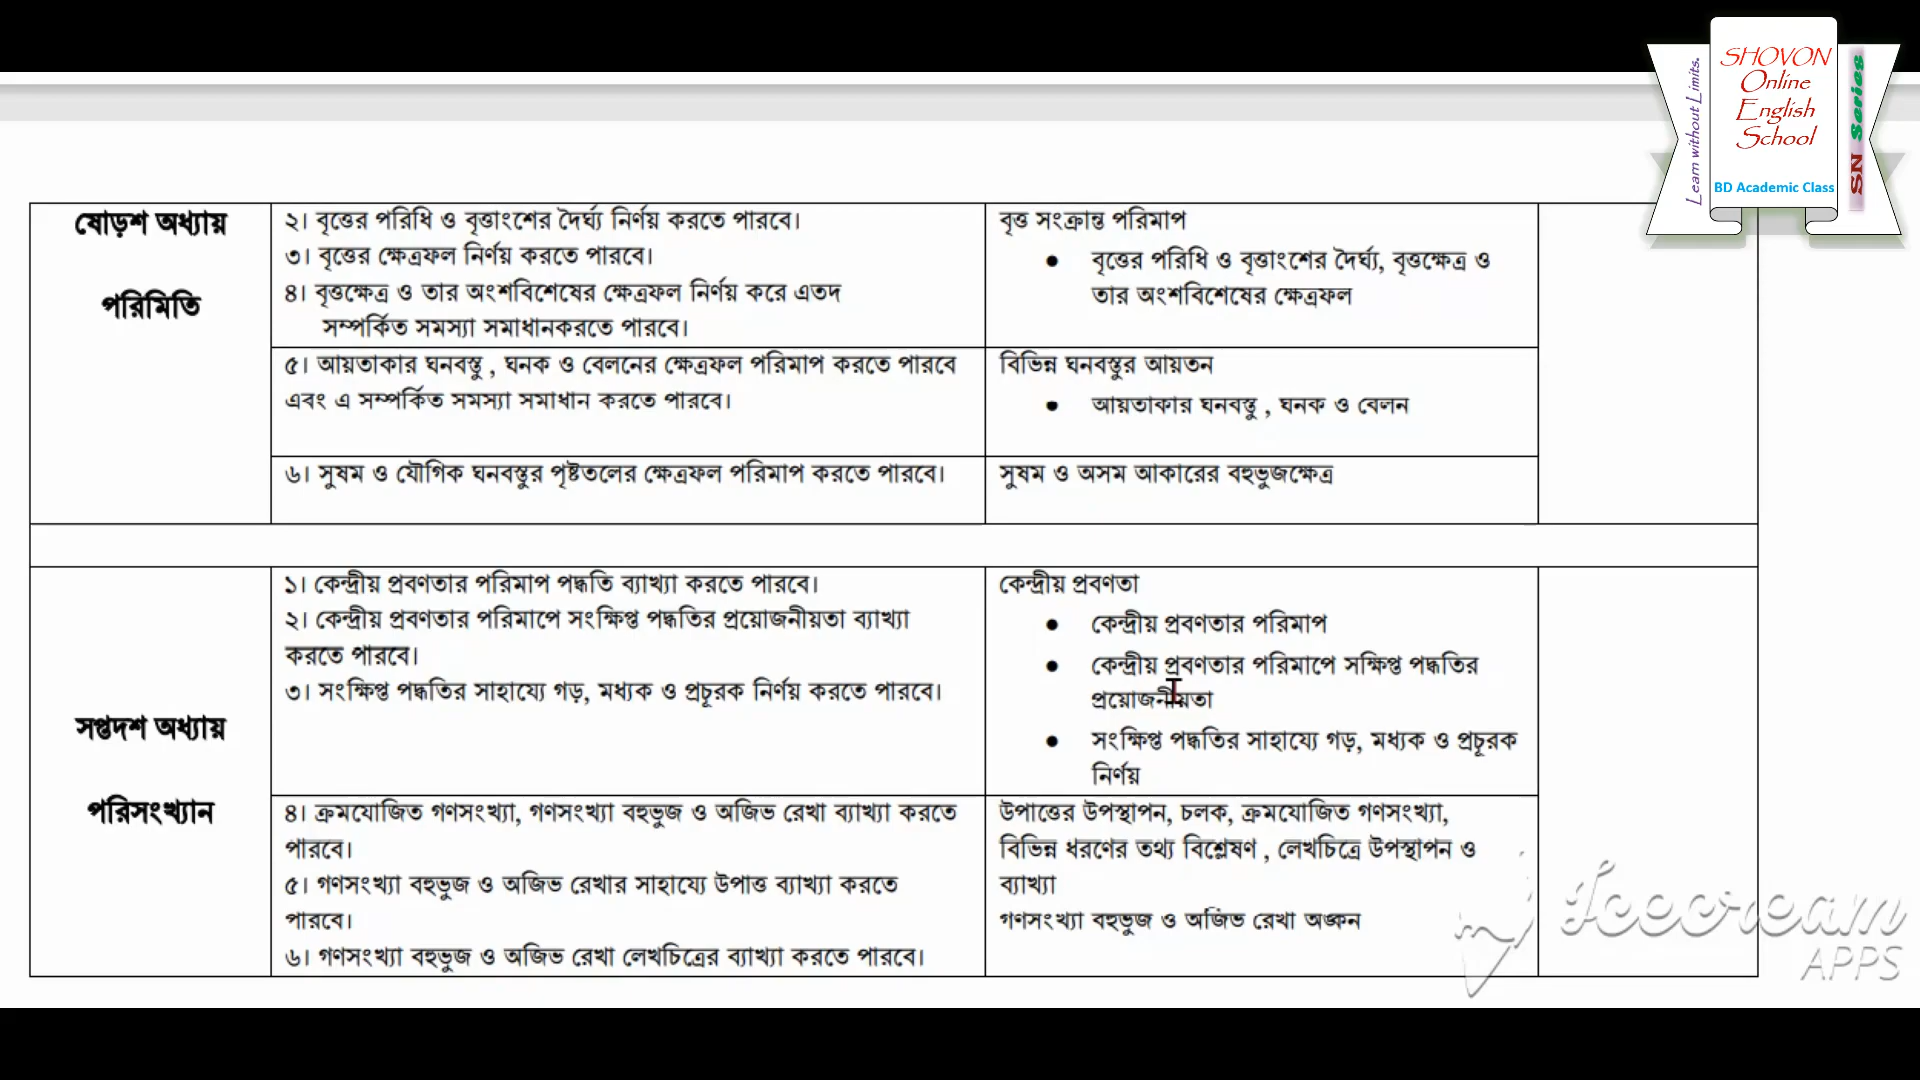 SHOVON
Online
English
School
Learn without Limits.
SN Series
BD Academic Class
ষোড়শ অধ্যায়
পরিমিতি
২। বৃত্তের পরিধি ও বৃত্তাংশের দৈর্ঘ্য নির্ণয় করতে পারবে।
৩। বৃত্তের ক্ষেত্রফল নির্ণয় করতে পারবে।
৪। বৃত্তক্ষেত্র ও তার অংশবিশেষের ক্ষেত্রফল নির্ণয় করে এতদ
সম্পর্কিত সমস্যা সমাধানকরতে পারবে।
বৃত্ত সংক্রান্ত পরিমাপ
● বৃত্তের পরিধি ও বৃত্তাংশের দৈর্ঘ্য, বৃত্তক্ষেত্র ও
তার অংশবিশেষের ক্ষেত্রফল
৫। আয়তাকার ঘনবস্তু , ঘনক ও বেলনের ক্ষেত্রফল পরিমাপ করতে পারবে
এবং এ সম্পর্কিত সমস্যা সমাধান করতে পারবে।
বিভিন্ন ঘনবস্তুর আয়তন
● আয়তাকার ঘনবস্তু , ঘনক ও বেলন
৬। সুষম ও যৌগিক ঘনবস্তুর পৃষ্টতলের ক্ষেত্রফল পরিমাপ করতে পারবে।
সুষম ও অসম আকারের বহুভুজক্ষেত্র
সপ্তদশ অধ্যায়
পরিসংখ্যান
১। কেন্দ্রীয় প্রবণতার পরিমাপ পদ্ধতি ব্যাখ্যা করতে পারবে।
২। কেন্দ্রীয় প্রবণতার পরিমাপে সংক্ষিপ্ত পদ্ধতির প্রয়োজনীয়তা ব্যাখ্যা
করতে পারবে।
৩। সংক্ষিপ্ত পদ্ধতির সাহায্যে গড়, মধ্যক ও প্রচূরক নির্ণয় করতে পারবে।
কেন্দ্রীয় প্রবণতা
● কেন্দ্রীয় প্রবণতার পরিমাপ
● কেন্দ্রীয় প্রবণতার পরিমাপে সক্ষিপ্ত পদ্ধতির
প্রয়োজনীয়তা
● সংক্ষিপ্ত পদ্ধতির সাহায্যে গড়, মধ্যক ও প্রচূরক
নির্ণয়
৪। ক্রমযোজিত গণসংখ্যা, গণসংখ্যা বহুভুজ ও অজিভ রেখা ব্যাখ্যা করতে
পারবে।
৫। গণসংখ্যা বহুভুজ ও অজিভ রেখার সাহায্যে উপাত্ত ব্যাখ্যা করতে
পারবে।
৬। গণসংখ্যা বহুভুজ ও অজিভ রেখা লেখচিত্রের ব্যাখ্যা করতে পারবে।
উপাত্তের উপস্থাপন, চলক, ক্রমযোজিত গণসংখ্যা,
বিভিন্ন ধরণের তথ্য বিশ্লেষণ , লেখচিত্রে উপস্থাপন ও
ব্যাখ্যা
গণসংখ্যা বহুভুজ ও অজিভ রেখা অঙ্কন
Icecream
APPS